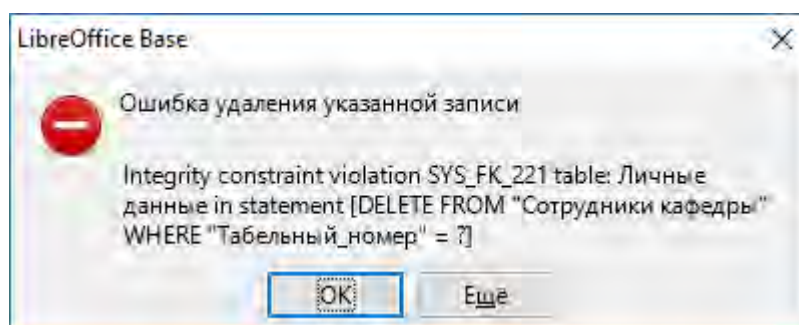 LibreOffice Base
Ошибка удаления указанной записи
Integrity constraint violation SYS_FK_221 table: Личные
данные in statement [DELETE FROM "Сотрудники кафедры"
WHERE "Табельный_номер" = ?]
OK
Ещё